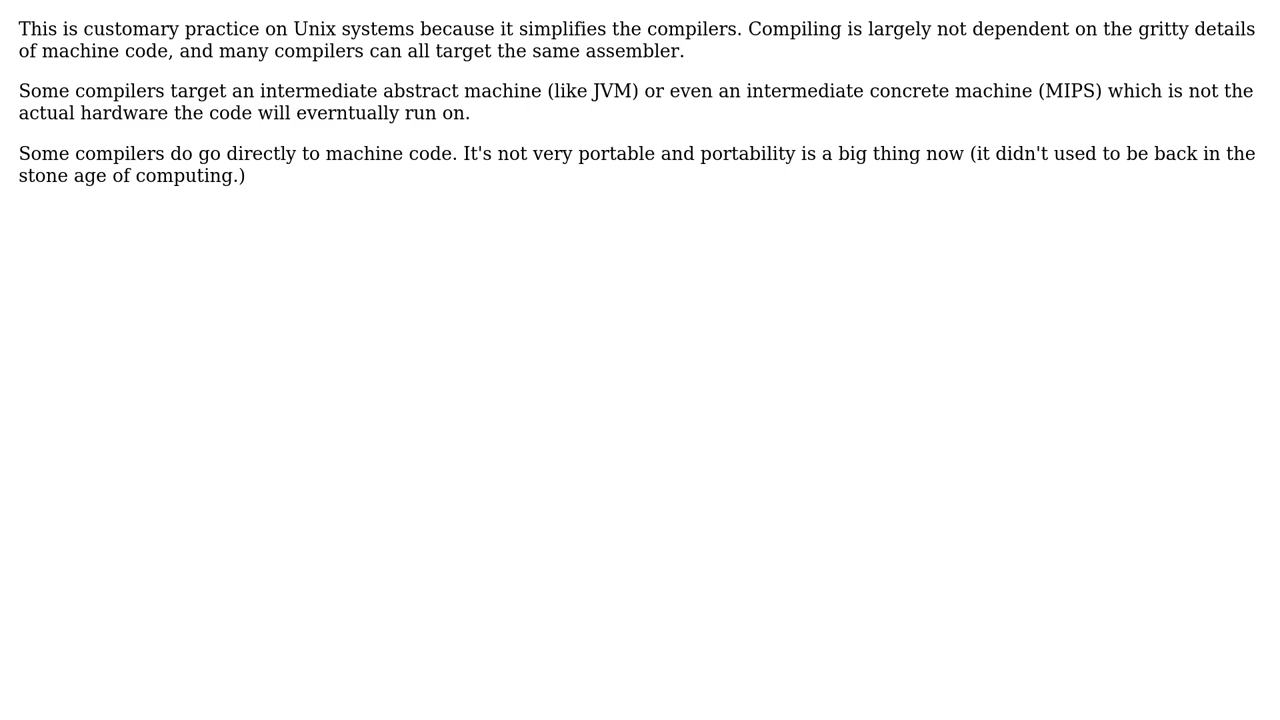 This is customary practice on Unix systems because it simplifies the compilers. Compiling is largely not dependent on the gritty details
of machine code, and many compilers can all target the same assembler.
Some compilers target an intermediate abstract machine (like JVM) or even an intermediate concrete machine (MIPS) which is not the
actual hardware the code will everntually run on.
Some compilers do go directly to machine code. It's not very portable and portability is a big thing now (it didn't used to be back in the
stone age of computing.)